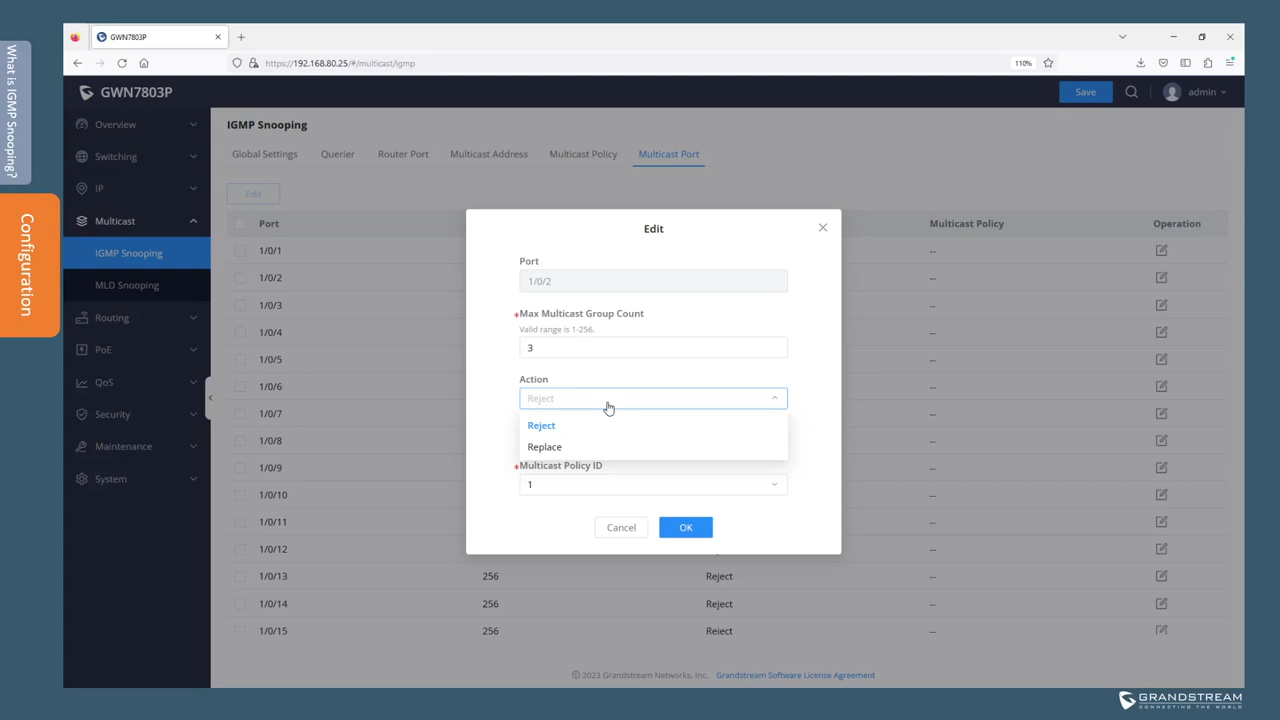 What is IGMP Snooping?
Configuration
GWN7803P
https://192.168.80.25/#/multicast/igmp
110%
GWN7803P
Save
admin
Overview
Switching
IP
Multicast
IGMP Snooping
MLD Snooping
Routing
PoE
QoS
Security
Maintenance
System
IGMP Snooping
Global Settings Querier Router Port Multicast Address Multicast Policy Multicast Port
Edit
Port Multicast Policy Operation
1/0/1 --
1/0/2 --
1/0/3 --
1/0/4 --
1/0/5 --
1/0/6 --
1/0/7 --
1/0/8 --
1/0/9 --
1/0/10 --
1/0/11 --
1/0/12 --
1/0/13 256 Reject --
1/0/14 256 Reject --
1/0/15 256 Reject --
Edit
Port
1/0/2
*Max Multicast Group Count
Valid range is 1-256.
3
Action
Reject
Reject
Replace
*Multicast Policy ID
1
Cancel OK
© 2023 Grandstream Networks, Inc. Grandstream Software License Agreement
GRANDSTREAM
CONNECTING THE WORLD